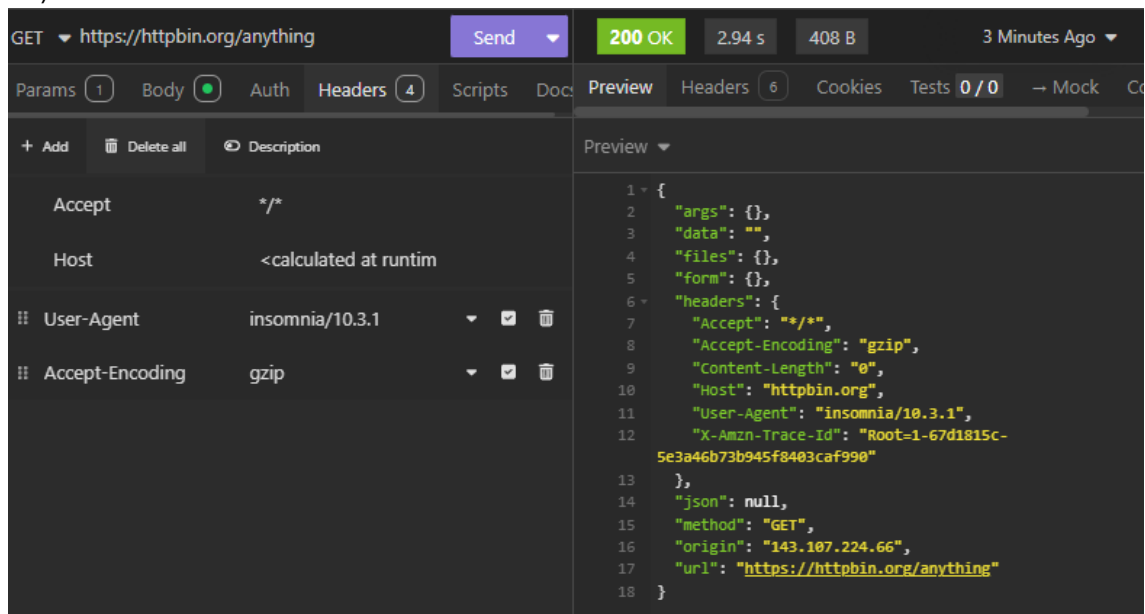 GET https://httpbin.org/anything Send
Params 1 Body Auth Headers 4 Scripts Docs
+ Add Delete all Description
Accept */*
Host <calculated at runtim
User-Agent insomnia/10.3.1
Accept-Encoding gzip
200 OK 2.94 s 408 B 3 Minutes Ago
Preview Headers 6 Cookies Tests 0 / 0 → Mock Co
Preview
1 {
2 "args": {},
3 "data": "",
4 "files": {},
5 "form": {},
6 "headers": {
7 "Accept": "*/*",
8 "Accept-Encoding": "gzip",
9 "Content-Length": "0",
10 "Host": "httpbin.org",
11 "User-Agent": "insomnia/10.3.1",
12 "X-Amzn-Trace-Id": "Root=1-67d1815c-
5e3a46b73b945f8403caf990"
13 },
14 "json": null,
15 "method": "GET",
16 "origin": "143.107.224.66",
17 "url": "https://httpbin.org/anything"
18 }